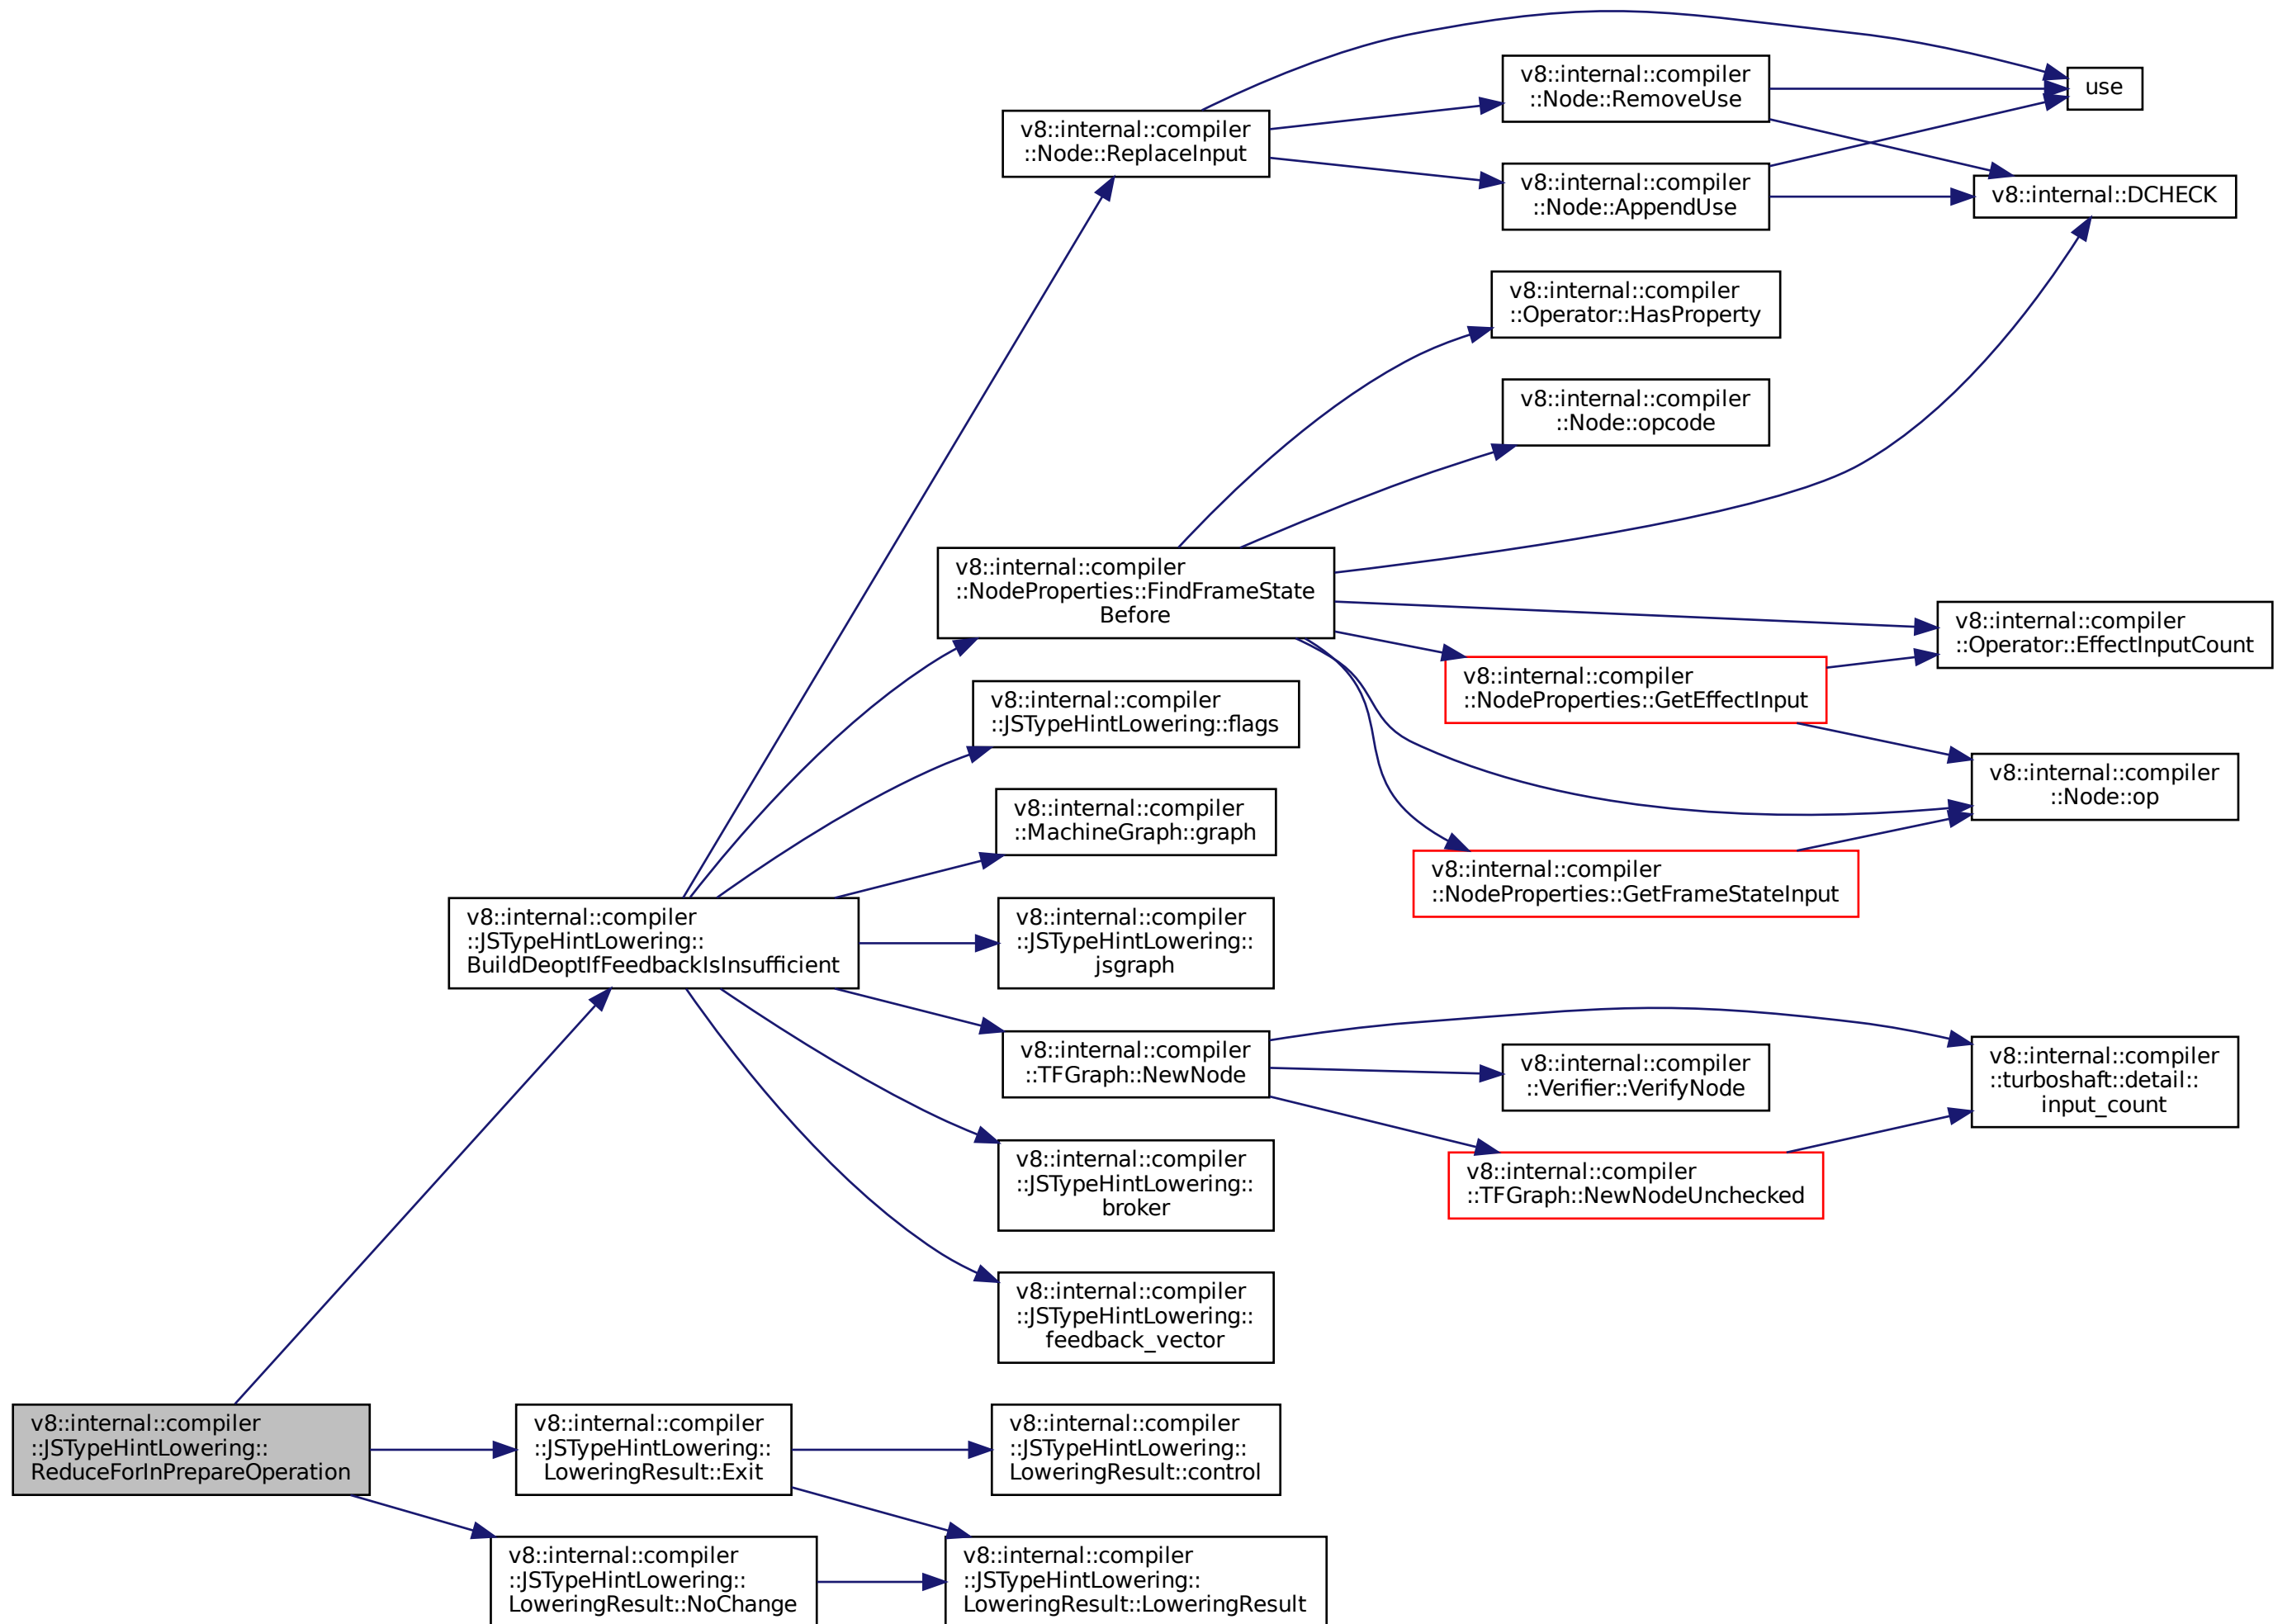 v8::internal::compiler
::Node::RemoveUse
use
v8::internal::compiler
::Node::ReplaceInput
v8::internal::compiler
::Node::AppendUse
v8::internal::DCHECK
v8::internal::compiler
::Operator::HasProperty
v8::internal::compiler
::Node::opcode
v8::internal::compiler
::NodeProperties::FindFrameState
Before
v8::internal::compiler
::Operator::EffectInputCount
v8::internal::compiler
::NodeProperties::GetEffectInput
v8::internal::compiler
::JSTypeHintLowering::flags
v8::internal::compiler
::Node::op
v8::internal::compiler
::MachineGraph::graph
v8::internal::compiler
::NodeProperties::GetFrameStateInput
v8::internal::compiler
::JSTypeHintLowering::
BuildDeoptIfFeedbackIsInsufficient
v8::internal::compiler
::JSTypeHintLowering::
jsgraph
v8::internal::compiler
::TFGraph::NewNode
v8::internal::compiler
::Verifier::VerifyNode
v8::internal::compiler
::turboshaft::detail::
input_count
v8::internal::compiler
::JSTypeHintLowering::
broker
v8::internal::compiler
::TFGraph::NewNodeUnchecked
v8::internal::compiler
::JSTypeHintLowering::
feedback_vector
v8::internal::compiler
::JSTypeHintLowering::
ReduceForInPrepareOperation
v8::internal::compiler
::JSTypeHintLowering::
LoweringResult::Exit
v8::internal::compiler
::JSTypeHintLowering::
LoweringResult::control
v8::internal::compiler
::JSTypeHintLowering::
LoweringResult::NoChange
v8::internal::compiler
::JSTypeHintLowering::
LoweringResult::LoweringResult